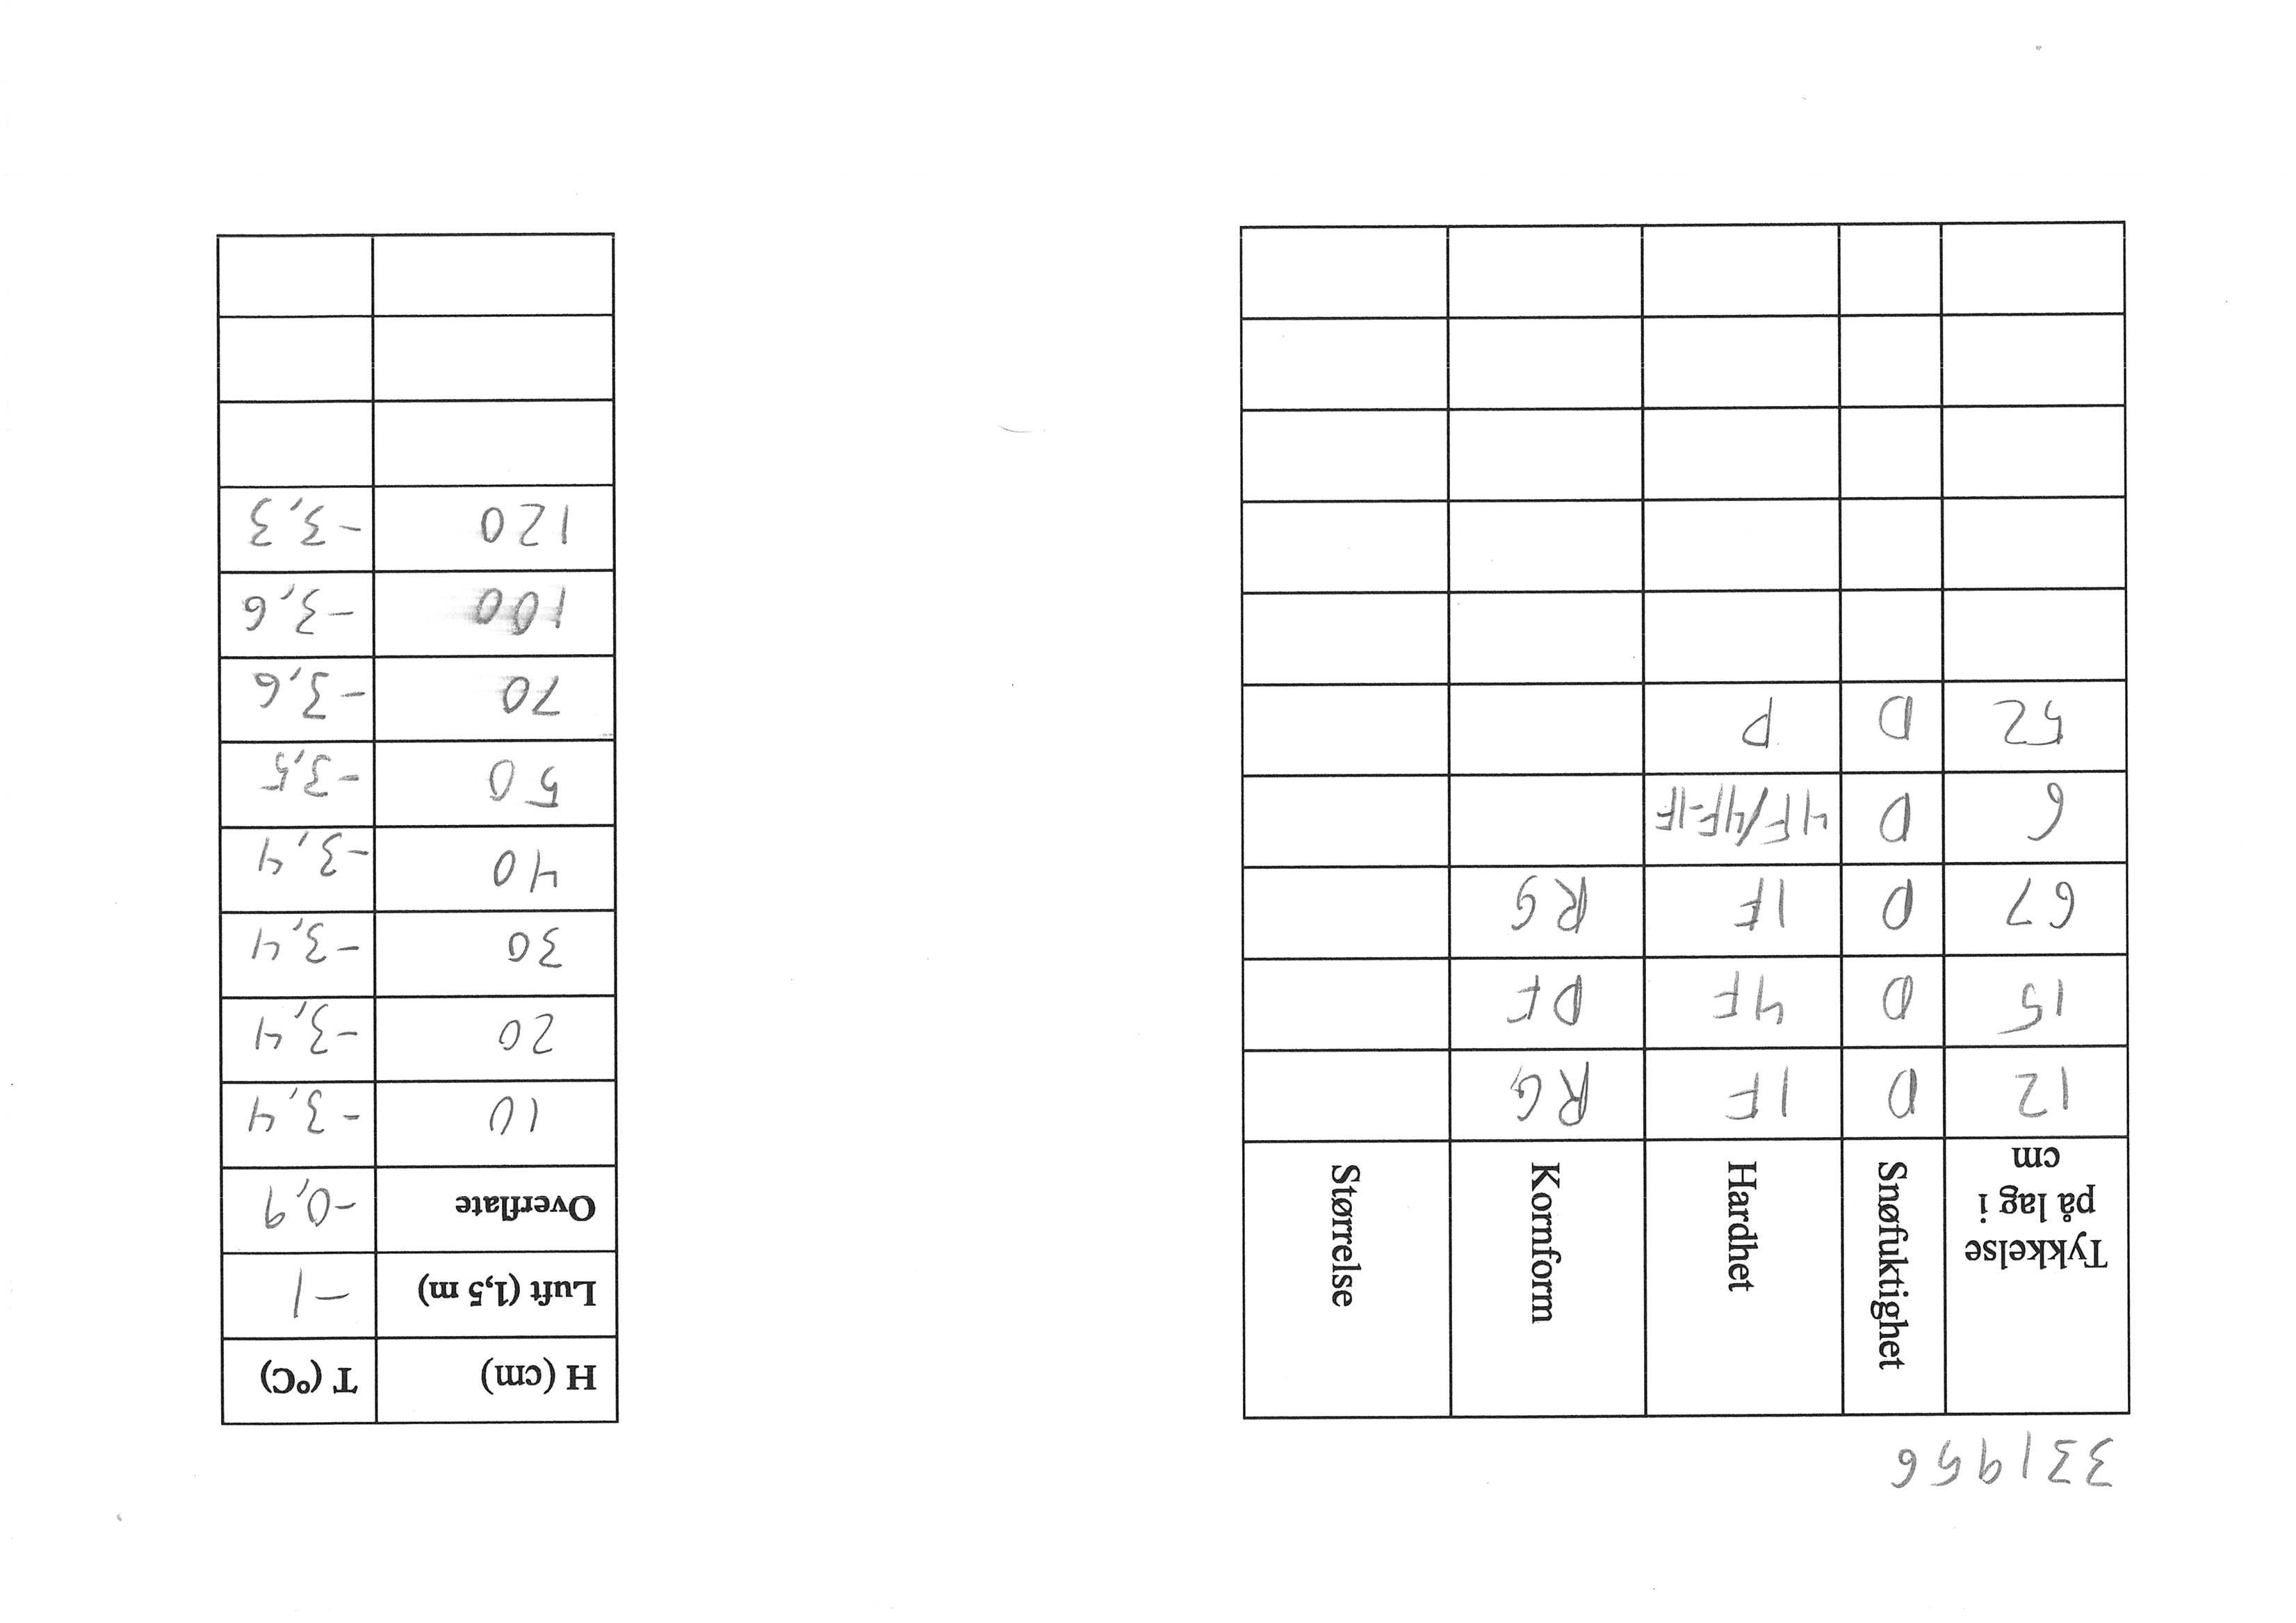 331956
Tykkelse på lag i cm Snøfuktighet Hardhet Kornform Størrelse
12 D 1F RG
15 D 4F DF
67 D 1F RG
6 D 4F/4F-1F
52 D P
H (cm) T (°C)
Luft (1,5 m) -1
Overflate -0,9
10 -3,4
20 -3,4
30 -3,4
40 -3,4
50 -3,5
70 -3,6
100 -3,6
120 -3,3